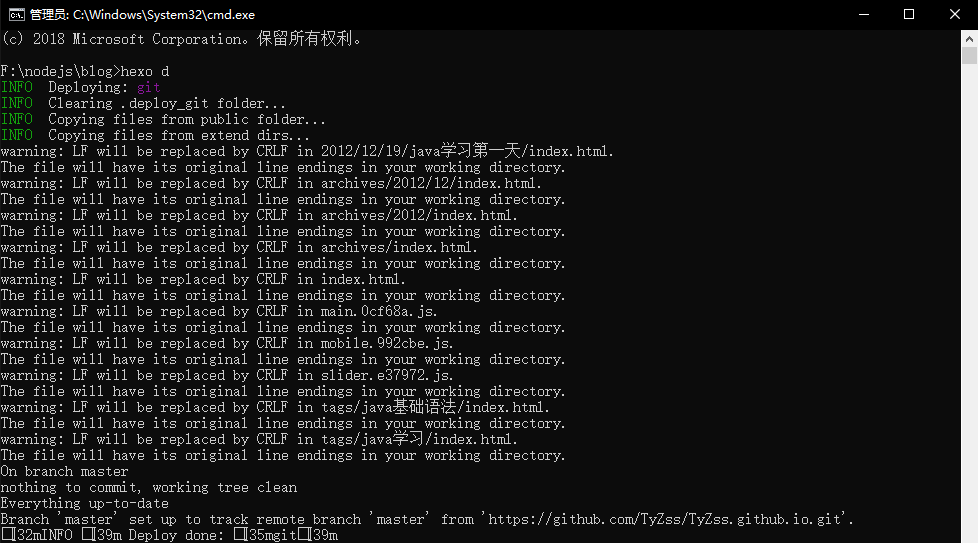 管理员: C:\Windows\System32\cmd.exe
(c) 2018 Microsoft Corporation。保留所有权利。
F:\nodejs\blog>hexo d
INFO  Deploying: git
INFO  Clearing .deploy_git folder...
INFO  Copying files from public folder...
INFO  Copying files from extend dirs...
warning: LF will be replaced by CRLF in 2012/12/19/java学习第一天/index.html.
The file will have its original line endings in your working directory.
warning: LF will be replaced by CRLF in archives/2012/12/index.html.
The file will have its original line endings in your working directory.
warning: LF will be replaced by CRLF in archives/2012/index.html.
The file will have its original line endings in your working directory.
warning: LF will be replaced by CRLF in archives/index.html.
The file will have its original line endings in your working directory.
warning: LF will be replaced by CRLF in index.html.
The file will have its original line endings in your working directory.
warning: LF will be replaced by CRLF in main.0cf68a.js.
The file will have its original line endings in your working directory.
warning: LF will be replaced by CRLF in mobile.992cbe.js.
The file will have its original line endings in your working directory.
warning: LF will be replaced by CRLF in slider.e37972.js.
The file will have its original line endings in your working directory.
warning: LF will be replaced by CRLF in tags/java基础语法/index.html.
The file will have its original line endings in your working directory.
warning: LF will be replaced by CRLF in tags/java学习/index.html.
The file will have its original line endings in your working directory.
On branch master
nothing to commit, working tree clean
Everything up-to-date
Branch 'master' set up to track remote branch 'master' from 'https://github.com/TyZss/TyZss.github.io.git'.
□[32mINFO □[39m Deploy done: □[35mgit□[39m